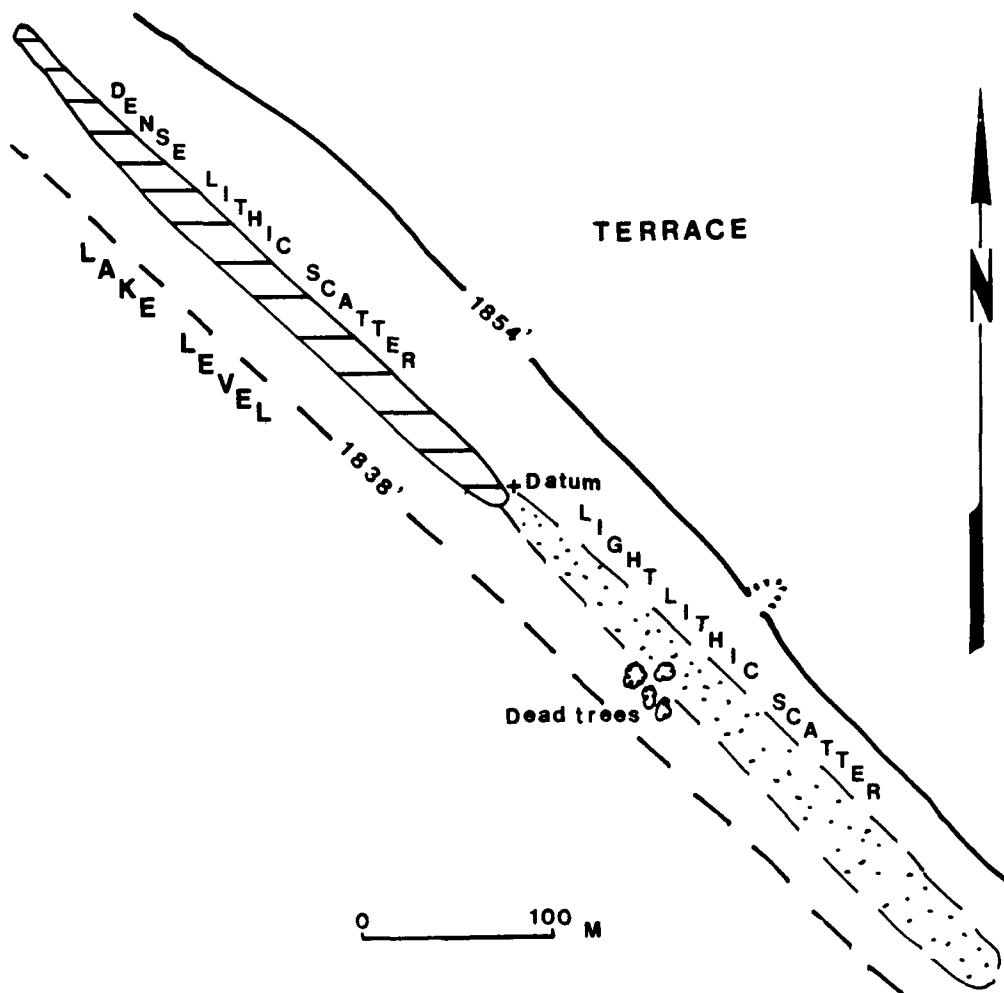 DENSE LITHIC SCATTER
TERRACE
N
LAKE LEVEL
1854'
1838'
Datum
LIGHT LITHIC SCATTER
Dead trees
0 100 M